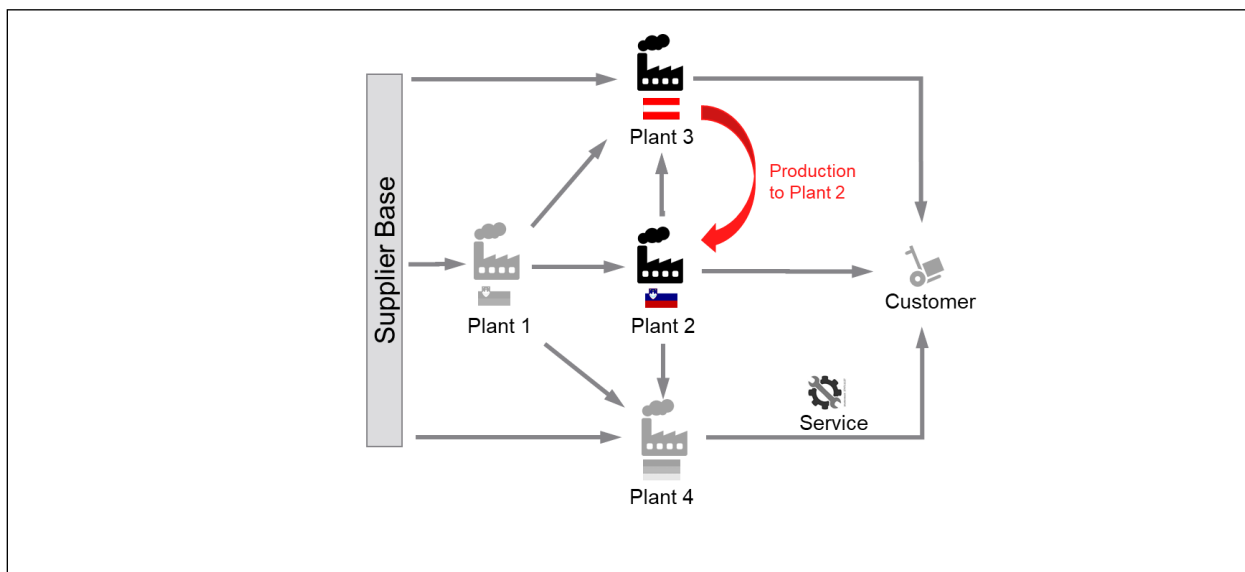 Plant 3
Production
to Plant 2
Supplier Base
Plant 1
Plant 2
Customer
Service
Plant 4